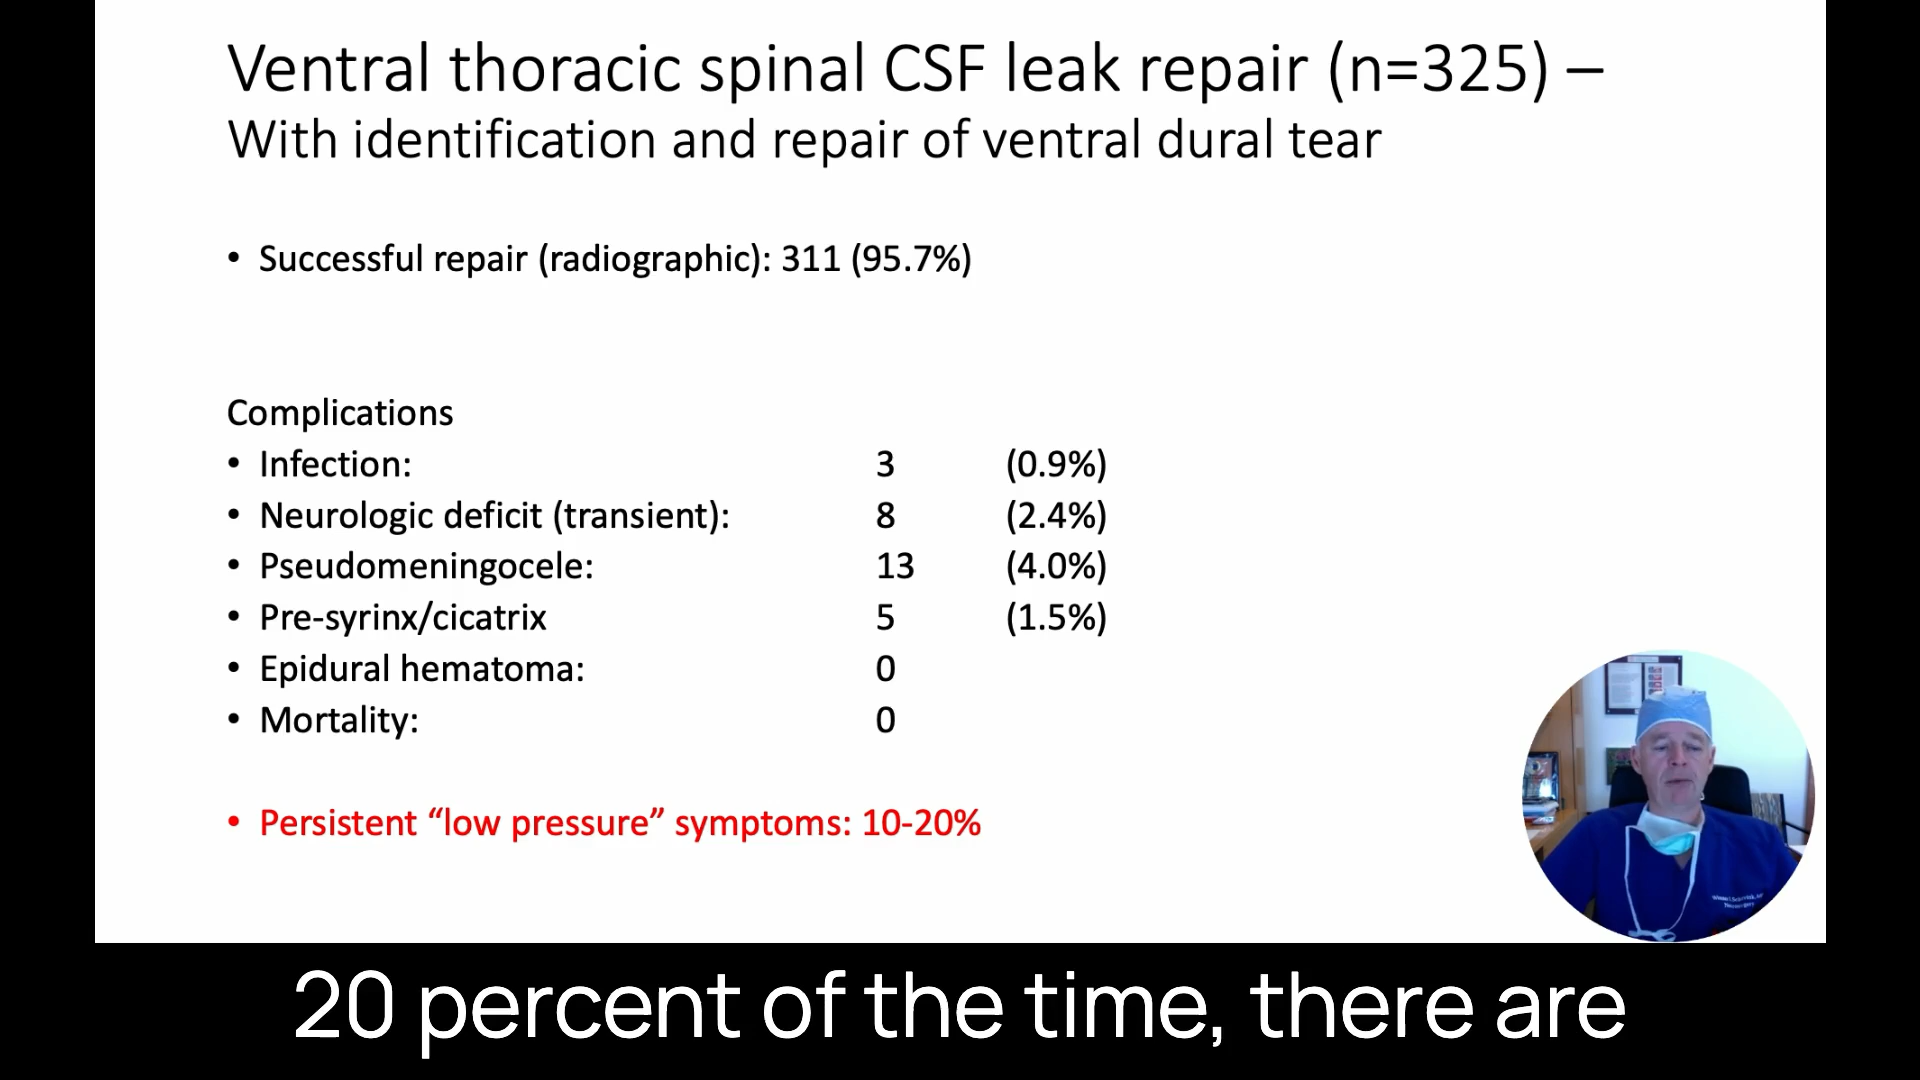 Ventral thoracic spinal CSF leak repair (n=325) –
With identification and repair of ventral dural tear
• Successful repair (radiographic): 311 (95.7%)
Complications
• Infection: 3 (0.9%)
• Neurologic deficit (transient): 8 (2.4%)
• Pseudomeningocele: 13 (4.0%)
• Pre-syrinx/cicatrix 5 (1.5%)
• Epidural hematoma: 0
• Mortality: 0
• Persistent “low pressure” symptoms: 10-20%
20 percent of the time, there are